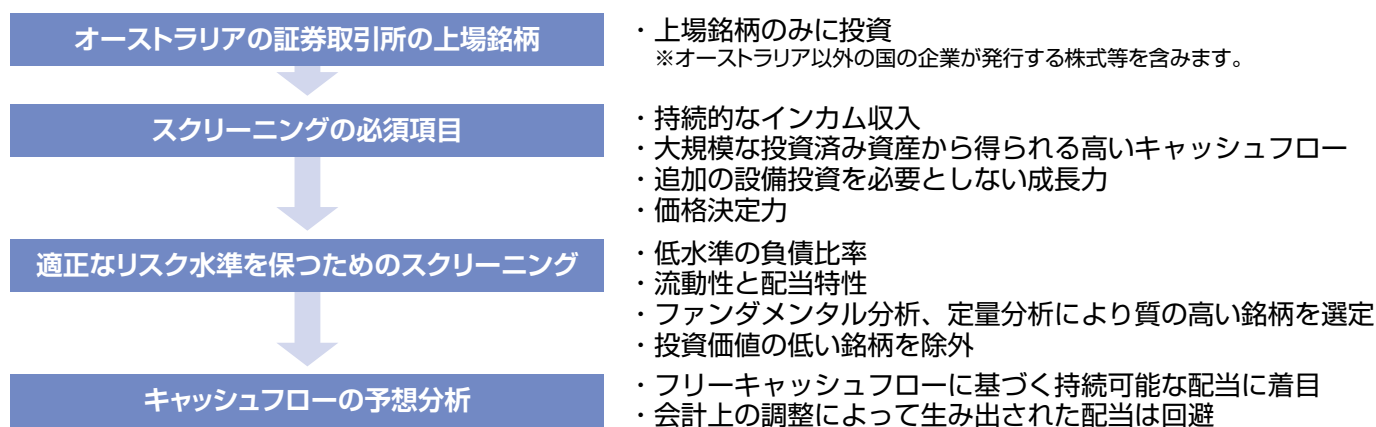 オーストラリアの証券取引所の上場銘柄
・上場銘柄のみに投資
※オーストラリア以外の国の企業が発行する株式等を含みます。
スクリーニングの必須項目
・持続的なインカム収入
・大規模な投資済み資産から得られる高いキャッシュフロー
・追加の設備投資を必要としない成長力
・価格決定力
適正なリスク水準を保つためのスクリーニング
・低水準の負債比率
・流動性と配当特性
・ファンダメンタル分析、定量分析により質の高い銘柄を選定
・投資価値の低い銘柄を除外
キャッシュフローの予想分析
・フリーキャッシュフローに基づく持続可能な配当に着目
・会計上の調整によって生み出された配当は回避